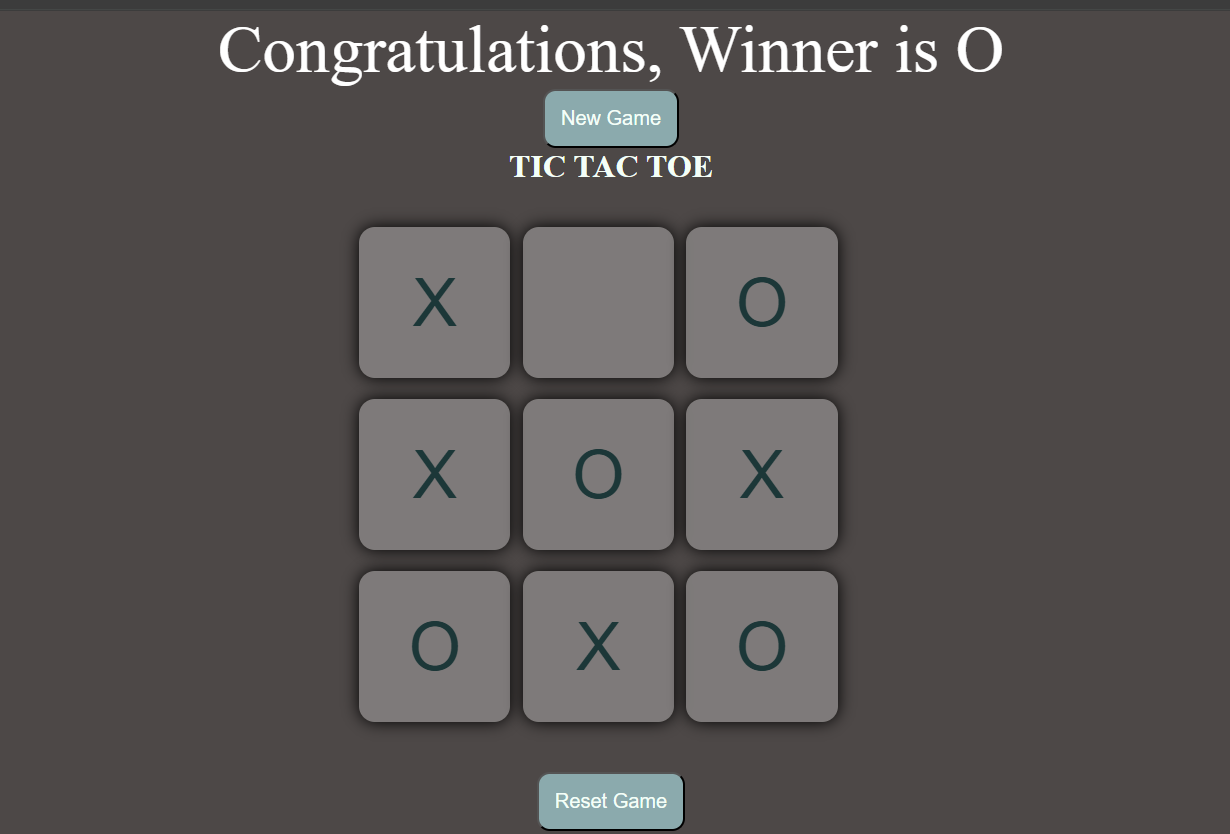 Congratulations, Winner is O
New Game
TIC TAC TOE
X O
X O X
O X O
Reset Game